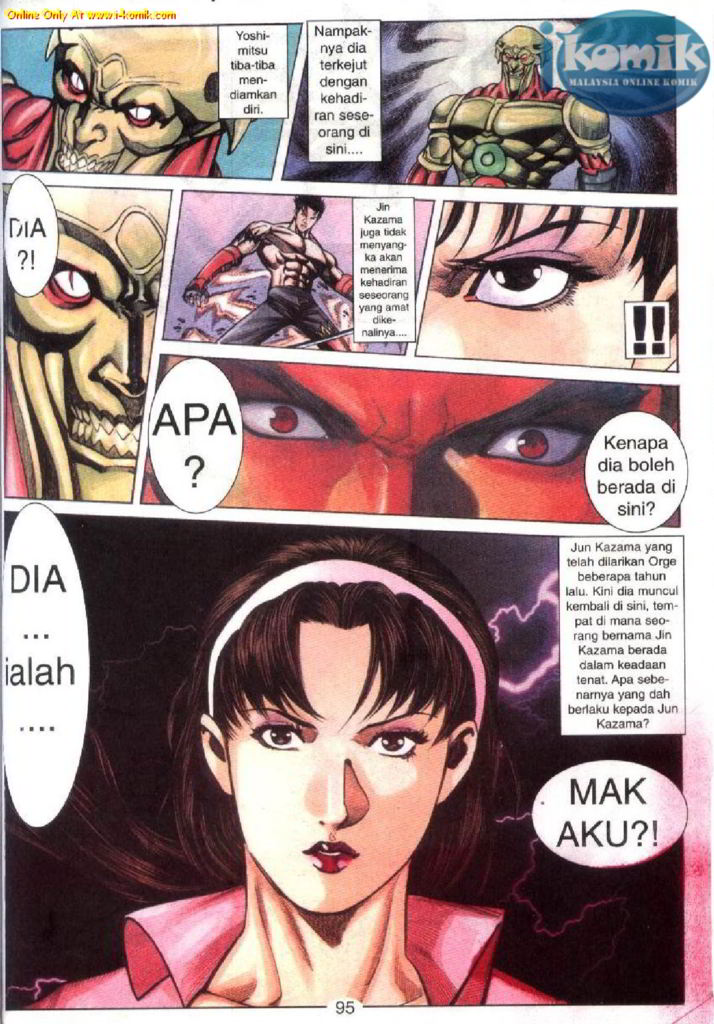 Online Only At www.i-komik.com
Yoshi-
mitsu
tiba-tiba
men-
diamkan
diri.
Nampak-
nya dia
terkejut
dengan
kehadi-
ran sese-
orang di
sini....
ikomik
MALAYSIA ONLINE KOMIK
DIA
?!
Jin
Kazama
juga tidak
menyang-
ka akan
menerima
kehadiran
seseorang
yang amat
dike-
nalinya....
!!
APA
?
Kenapa
dia boleh
berada di
sini?
DIA
...
ialah
....
Jun Kazama yang
telah dilarikan Orge
beberapa tahun
lalu. Kini dia muncul
kembali di sini, tem-
pat di mana seo-
rang bernama Jin
Kazama berada
dalam keadaan
tenat. Apa sebe-
narnya yang dah
berlaku kepada Jun
Kazama?
MAK
AKU?!
95